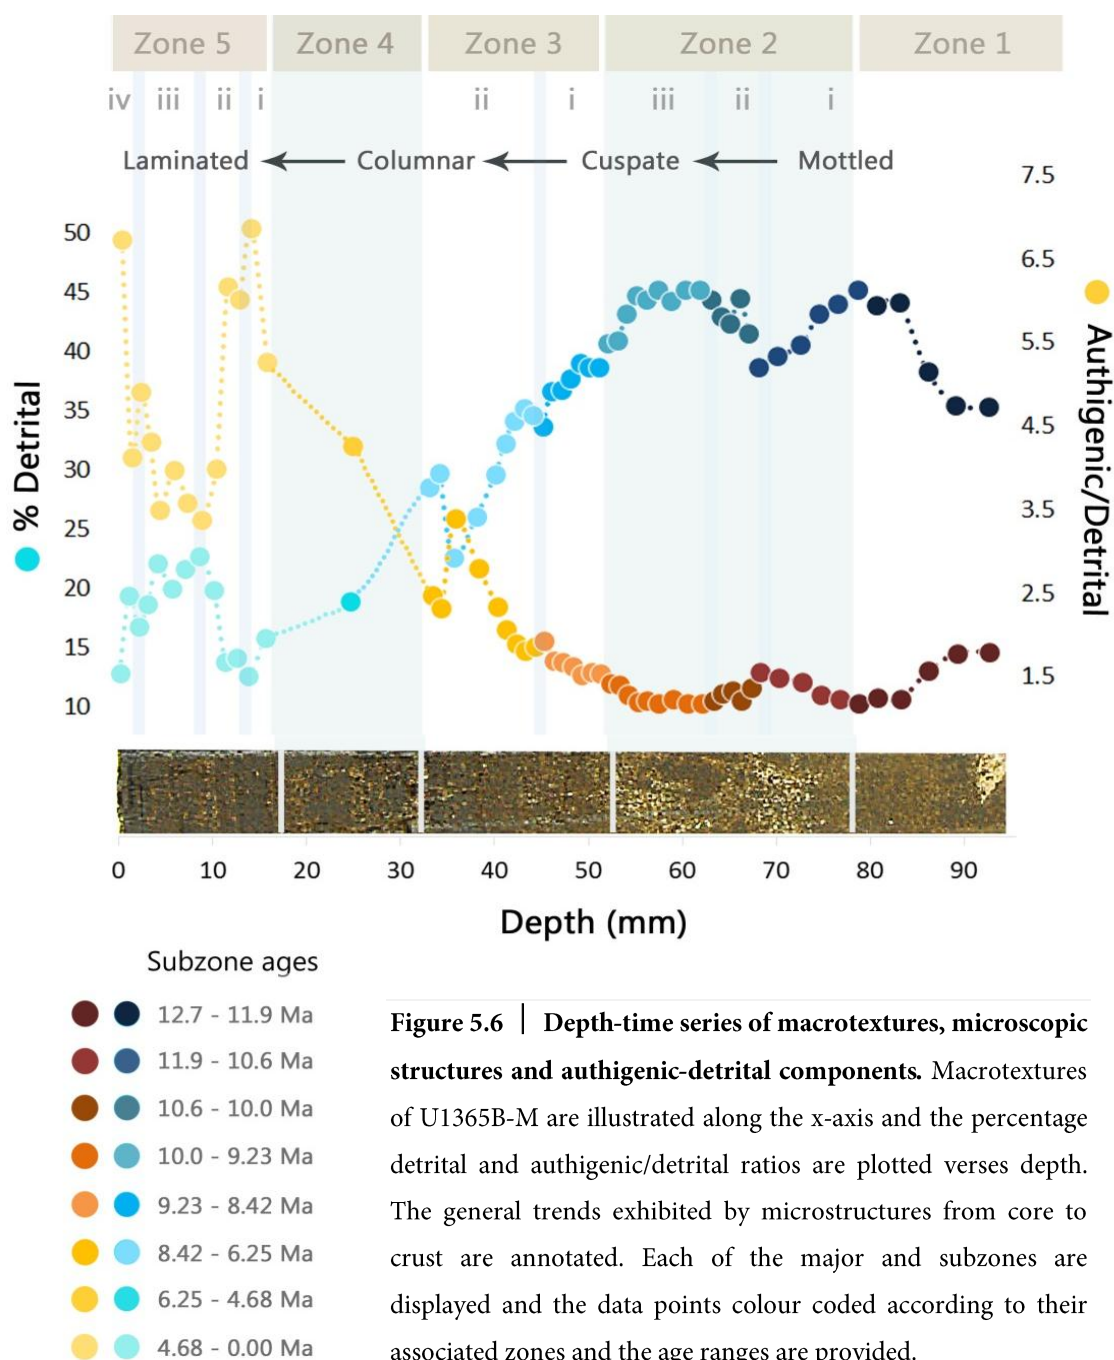 Zone 5 Zone 4 Zone 3 Zone 2 Zone 1
iv iii ii i ii i iii ii i
Laminated Columnar Cuspate Mottled
7.5
6.5
5.5
4.5
3.5
2.5
1.5
50
45
40
35
30
25
20
15
10
% Detrital
Authigenic/Detrital
0 10 20 30 40 50 60 70 80 90
Depth (mm)
Subzone ages
12.7 - 11.9 Ma
11.9 - 10.6 Ma
10.6 - 10.0 Ma
10.0 - 9.23 Ma
9.23 - 8.42 Ma
8.42 - 6.25 Ma
6.25 - 4.68 Ma
4.68 - 0.00 Ma
Figure 5.6 | Depth-time series of macrotextures, microscopic
structures and authigenic-detrital components. Macrotextures
of U1365B-M are illustrated along the x-axis and the percentage
detrital and authigenic/detrital ratios are plotted verses depth.
The general trends exhibited by microstructures from core to
crust are annotated. Each of the major and subzones are
displayed and the data points colour coded according to their
associated zones and the age ranges are provided.